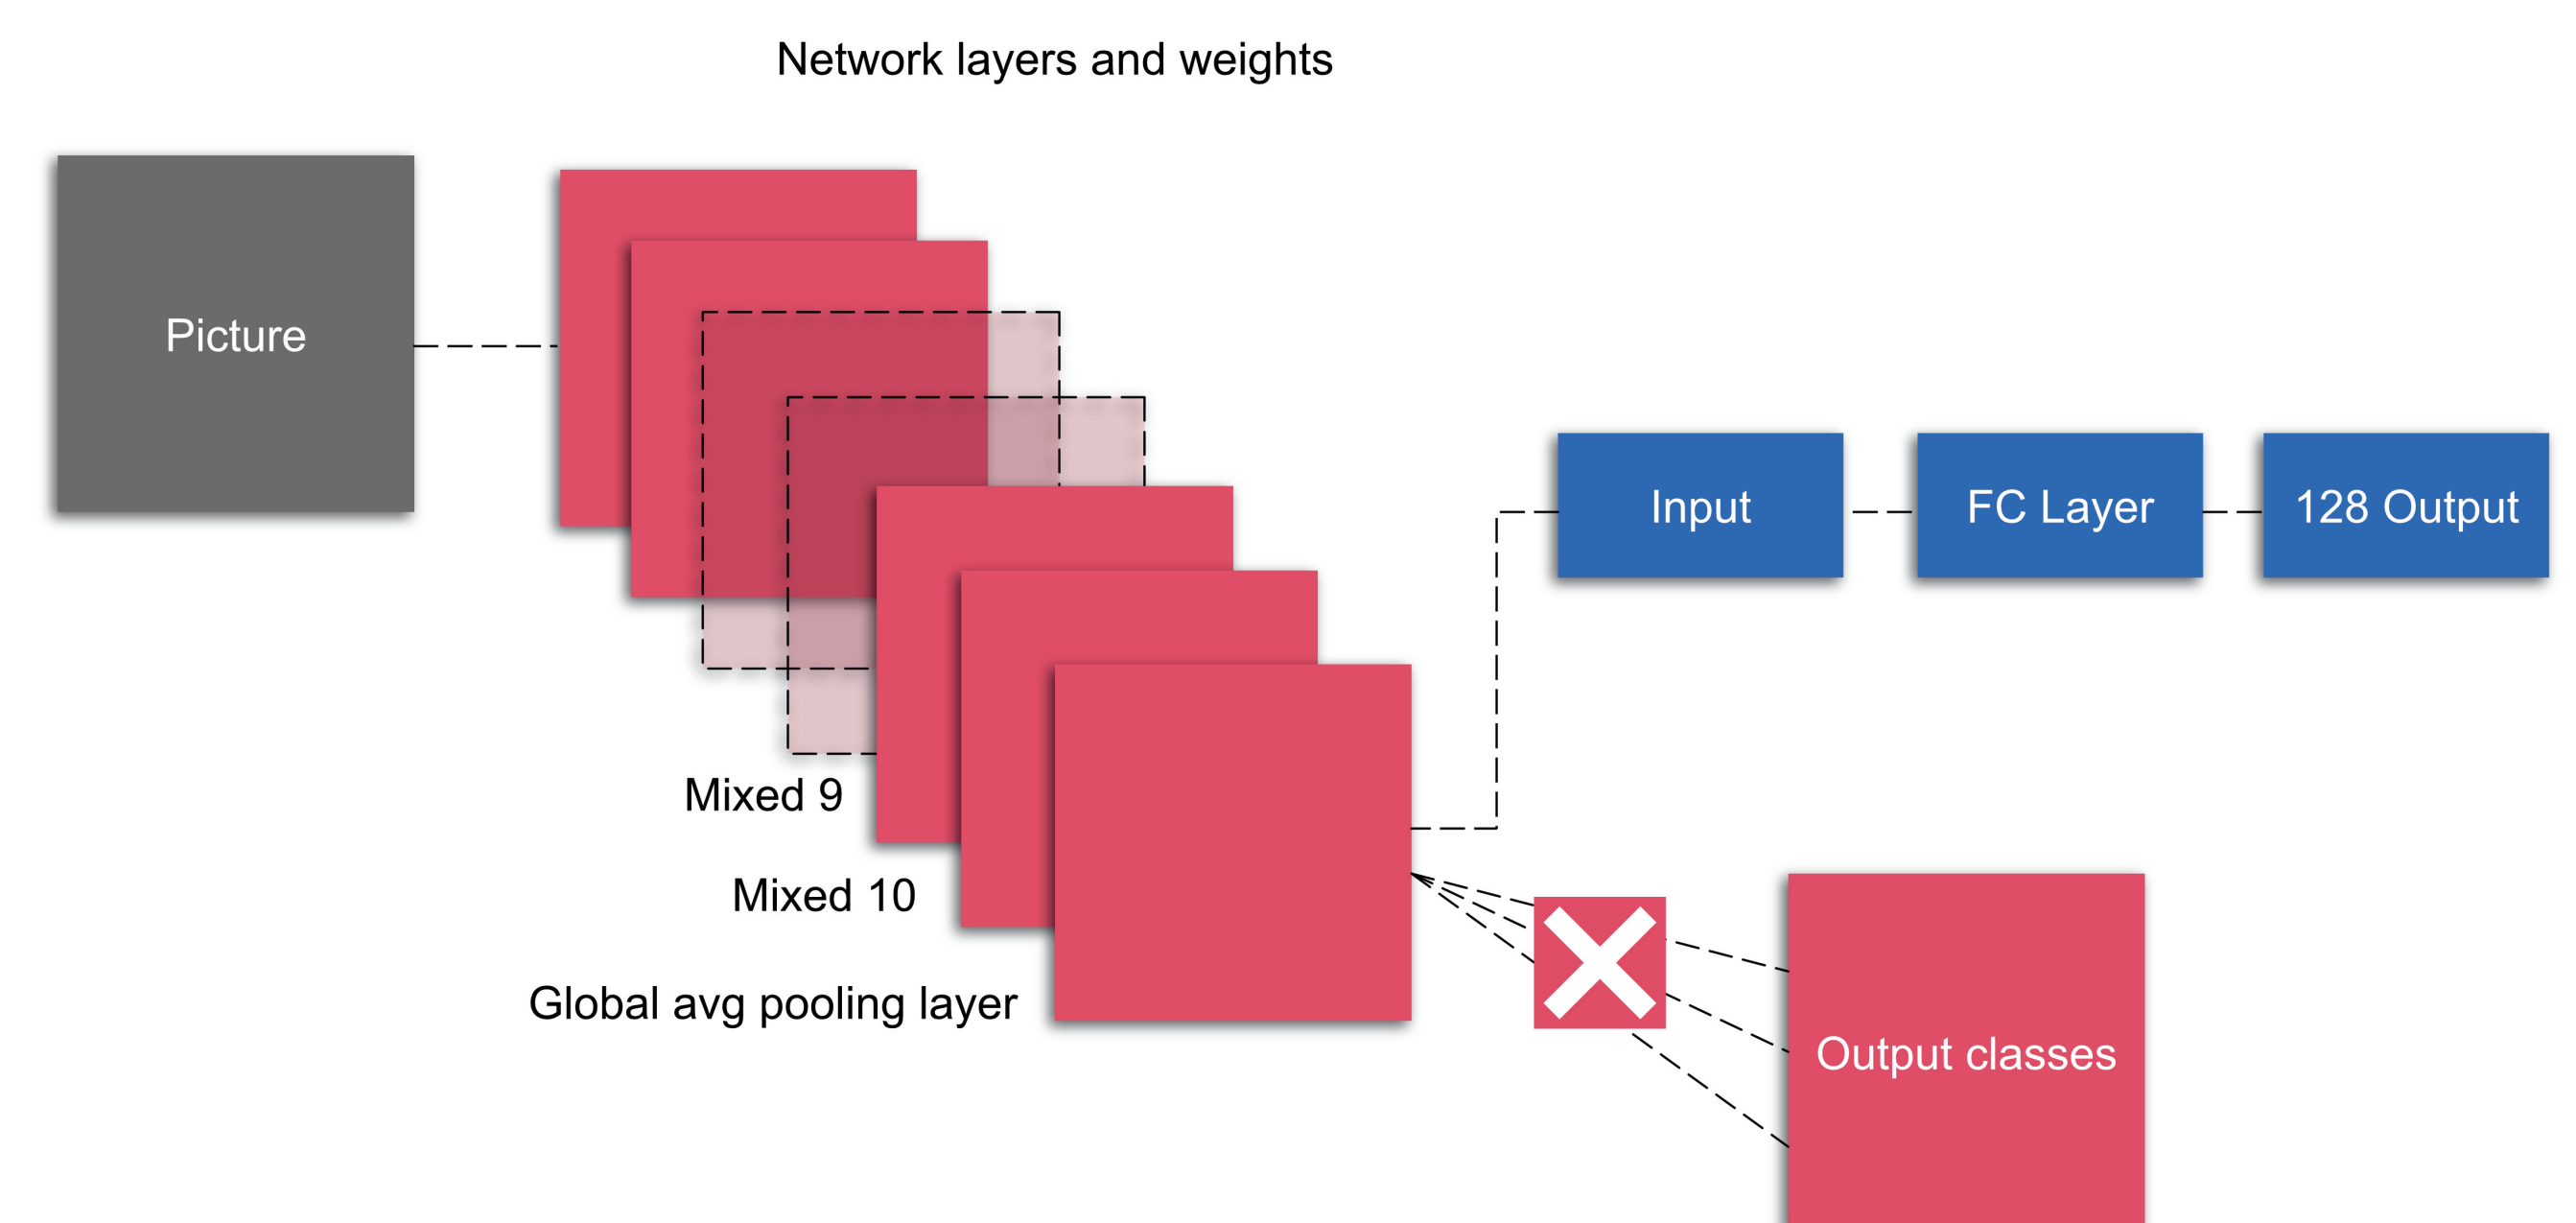 Network layers and weights
Picture
Input
FC Layer
128 Output
Mixed 9
Mixed 10
Global avg pooling layer
Output classes